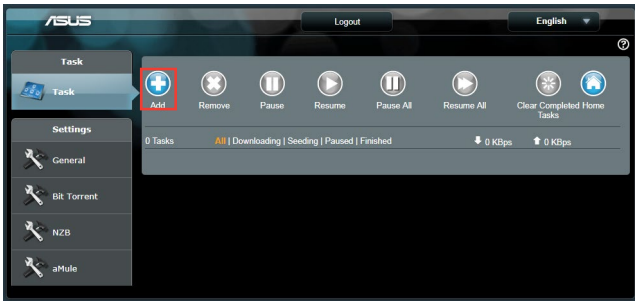 ASUS
Logout
English
?
Task
Task
Add
Remove
Pause
Resume
Pause All
Resume All
Clear Completed Tasks
Home
Settings
0 Tasks
All | Downloading | Seeding | Paused | Finished
0 KBps
0 KBps
General
Bit Torrent
NZB
aMule